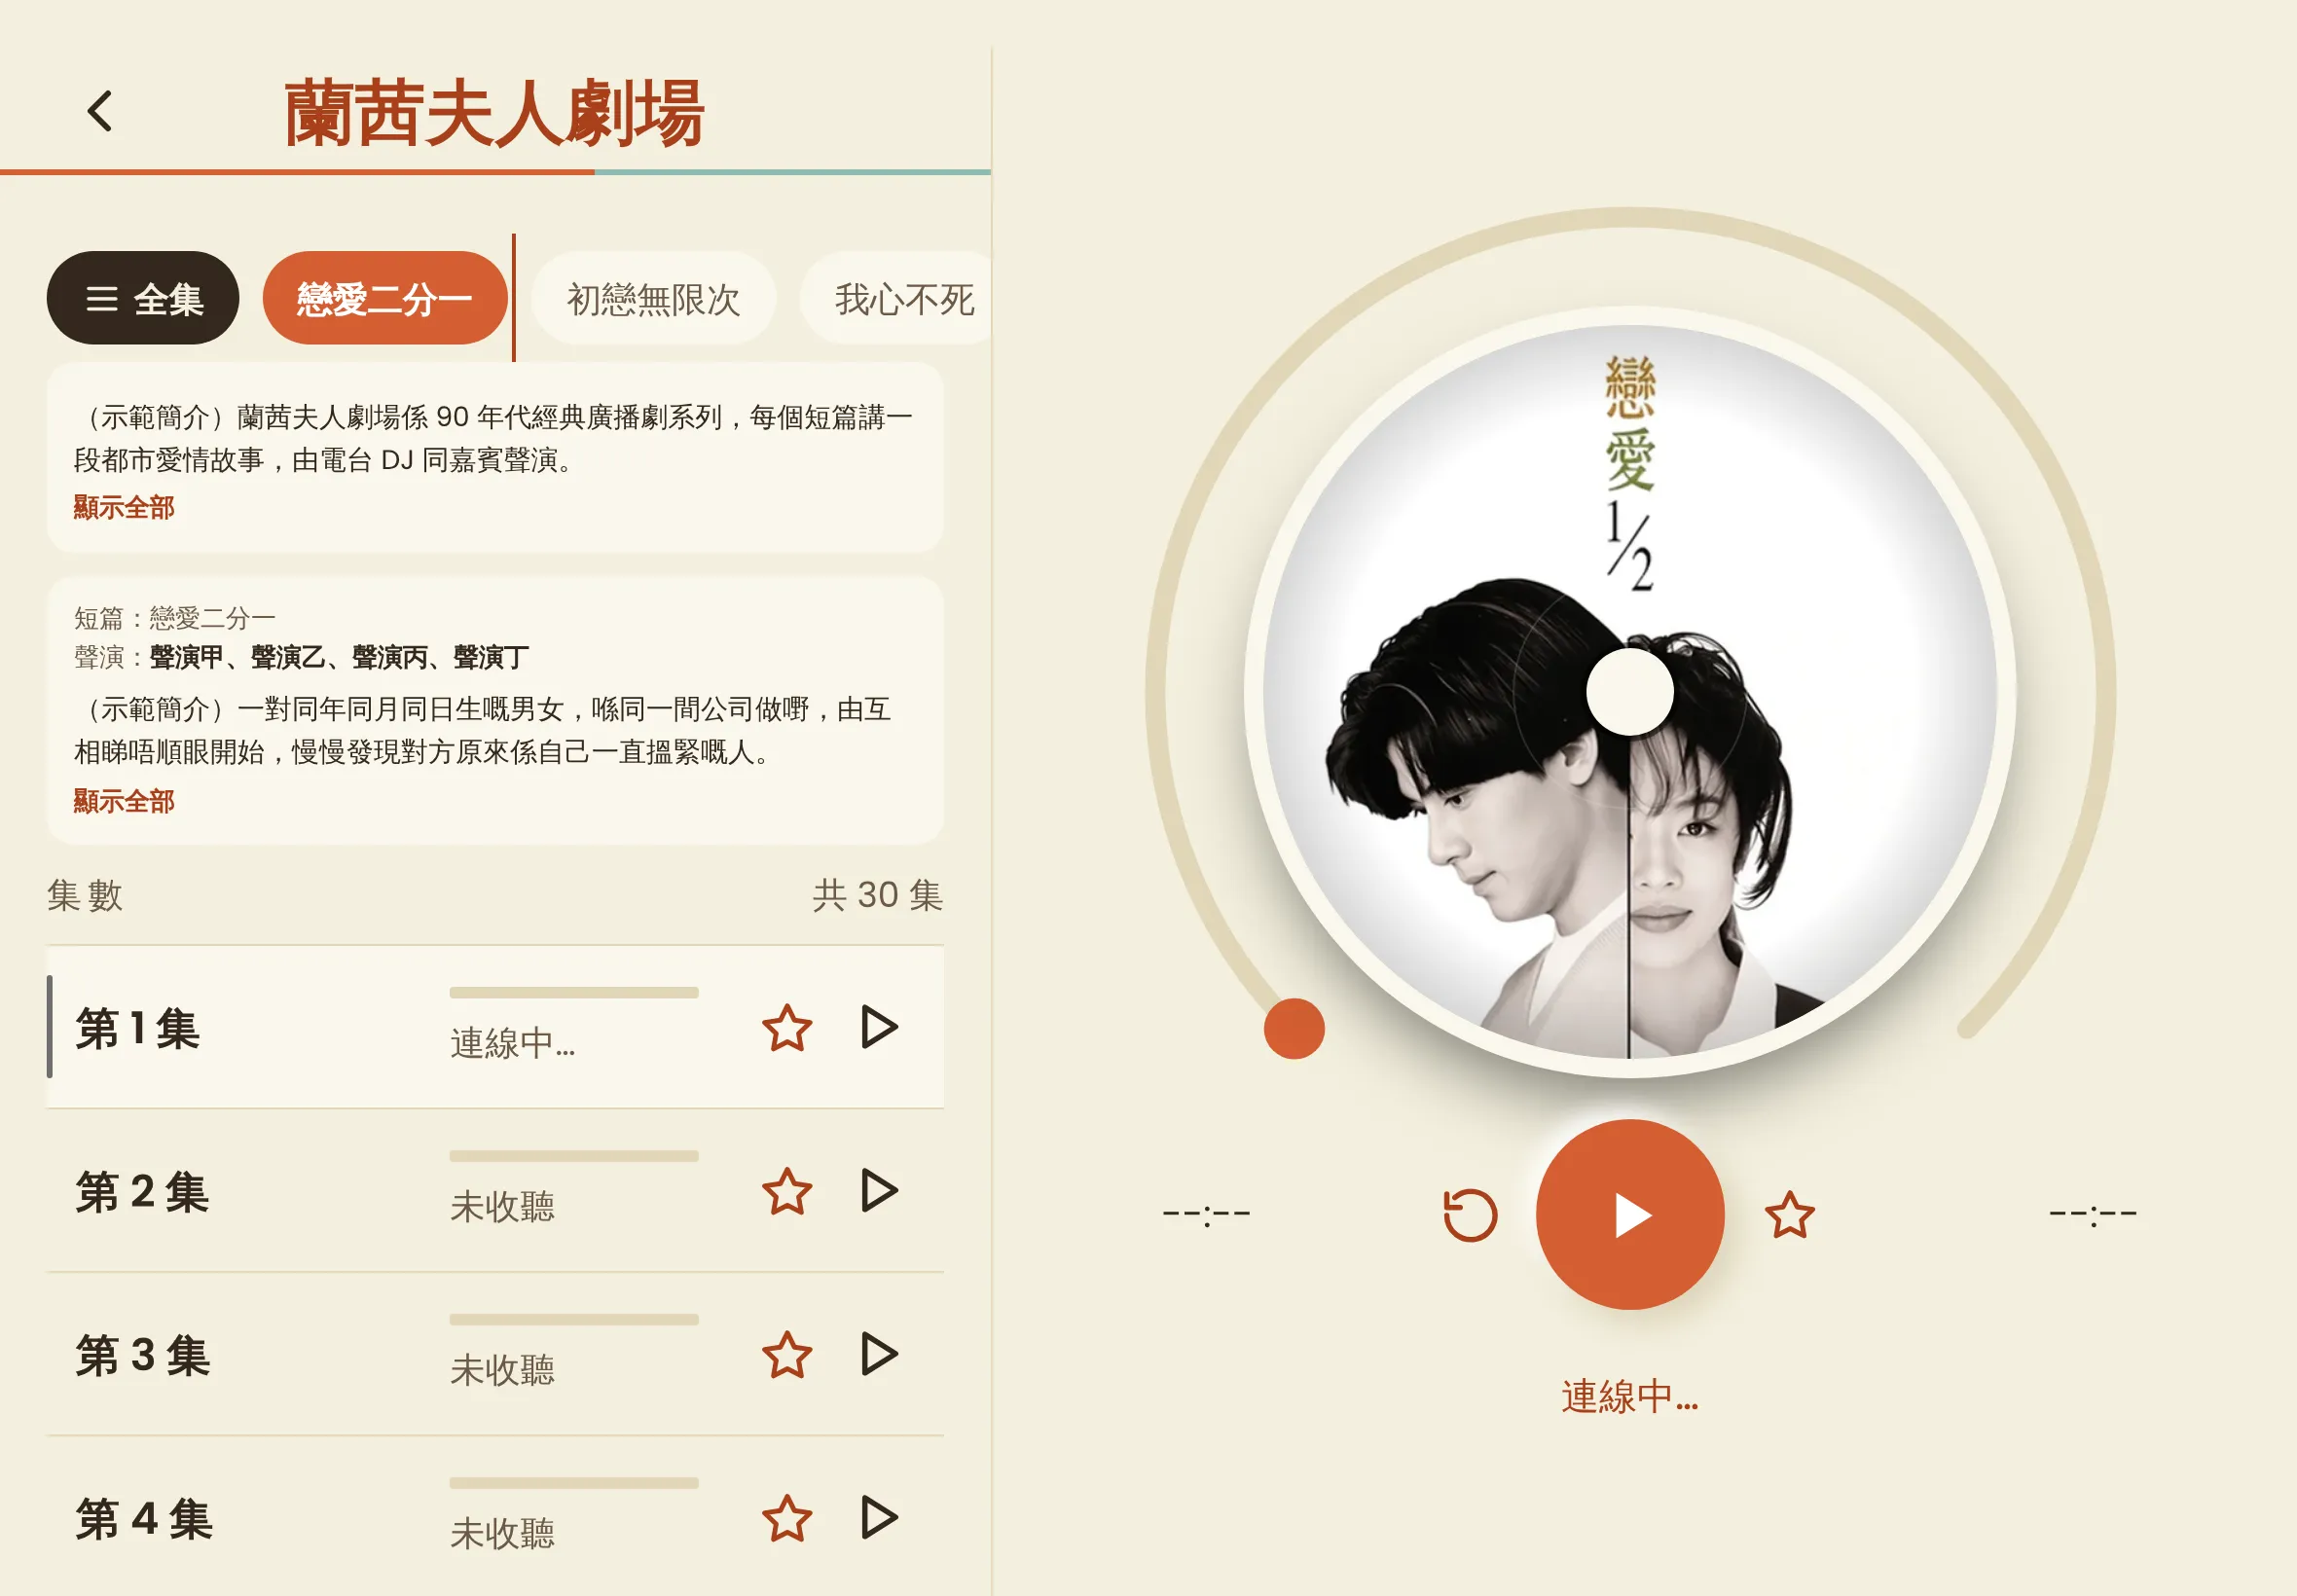 蘭茜夫人劇場
全集 戀愛二分一 初戀無限次 我心不死
（示範簡介）蘭茜夫人劇場係 90 年代經典廣播劇系列，每個短篇講一
段都市愛情故事，由電台 DJ 同嘉賓聲演。
顯示全部
短篇：戀愛二分一
聲演：聲演甲、聲演乙、聲演丙、聲演丁
（示範簡介）一對同年同月同日生嘅男女，喺同一間公司做嘢，由互
相睇唔順眼開始，慢慢發現對方原來係自己一直搵緊嘅人。
顯示全部
集數 共 30 集
第 1 集 連線中...
第 2 集 未收聽
第 3 集 未收聽
第 4 集 未收聽
戀愛½
--:-- --:--
連線中...